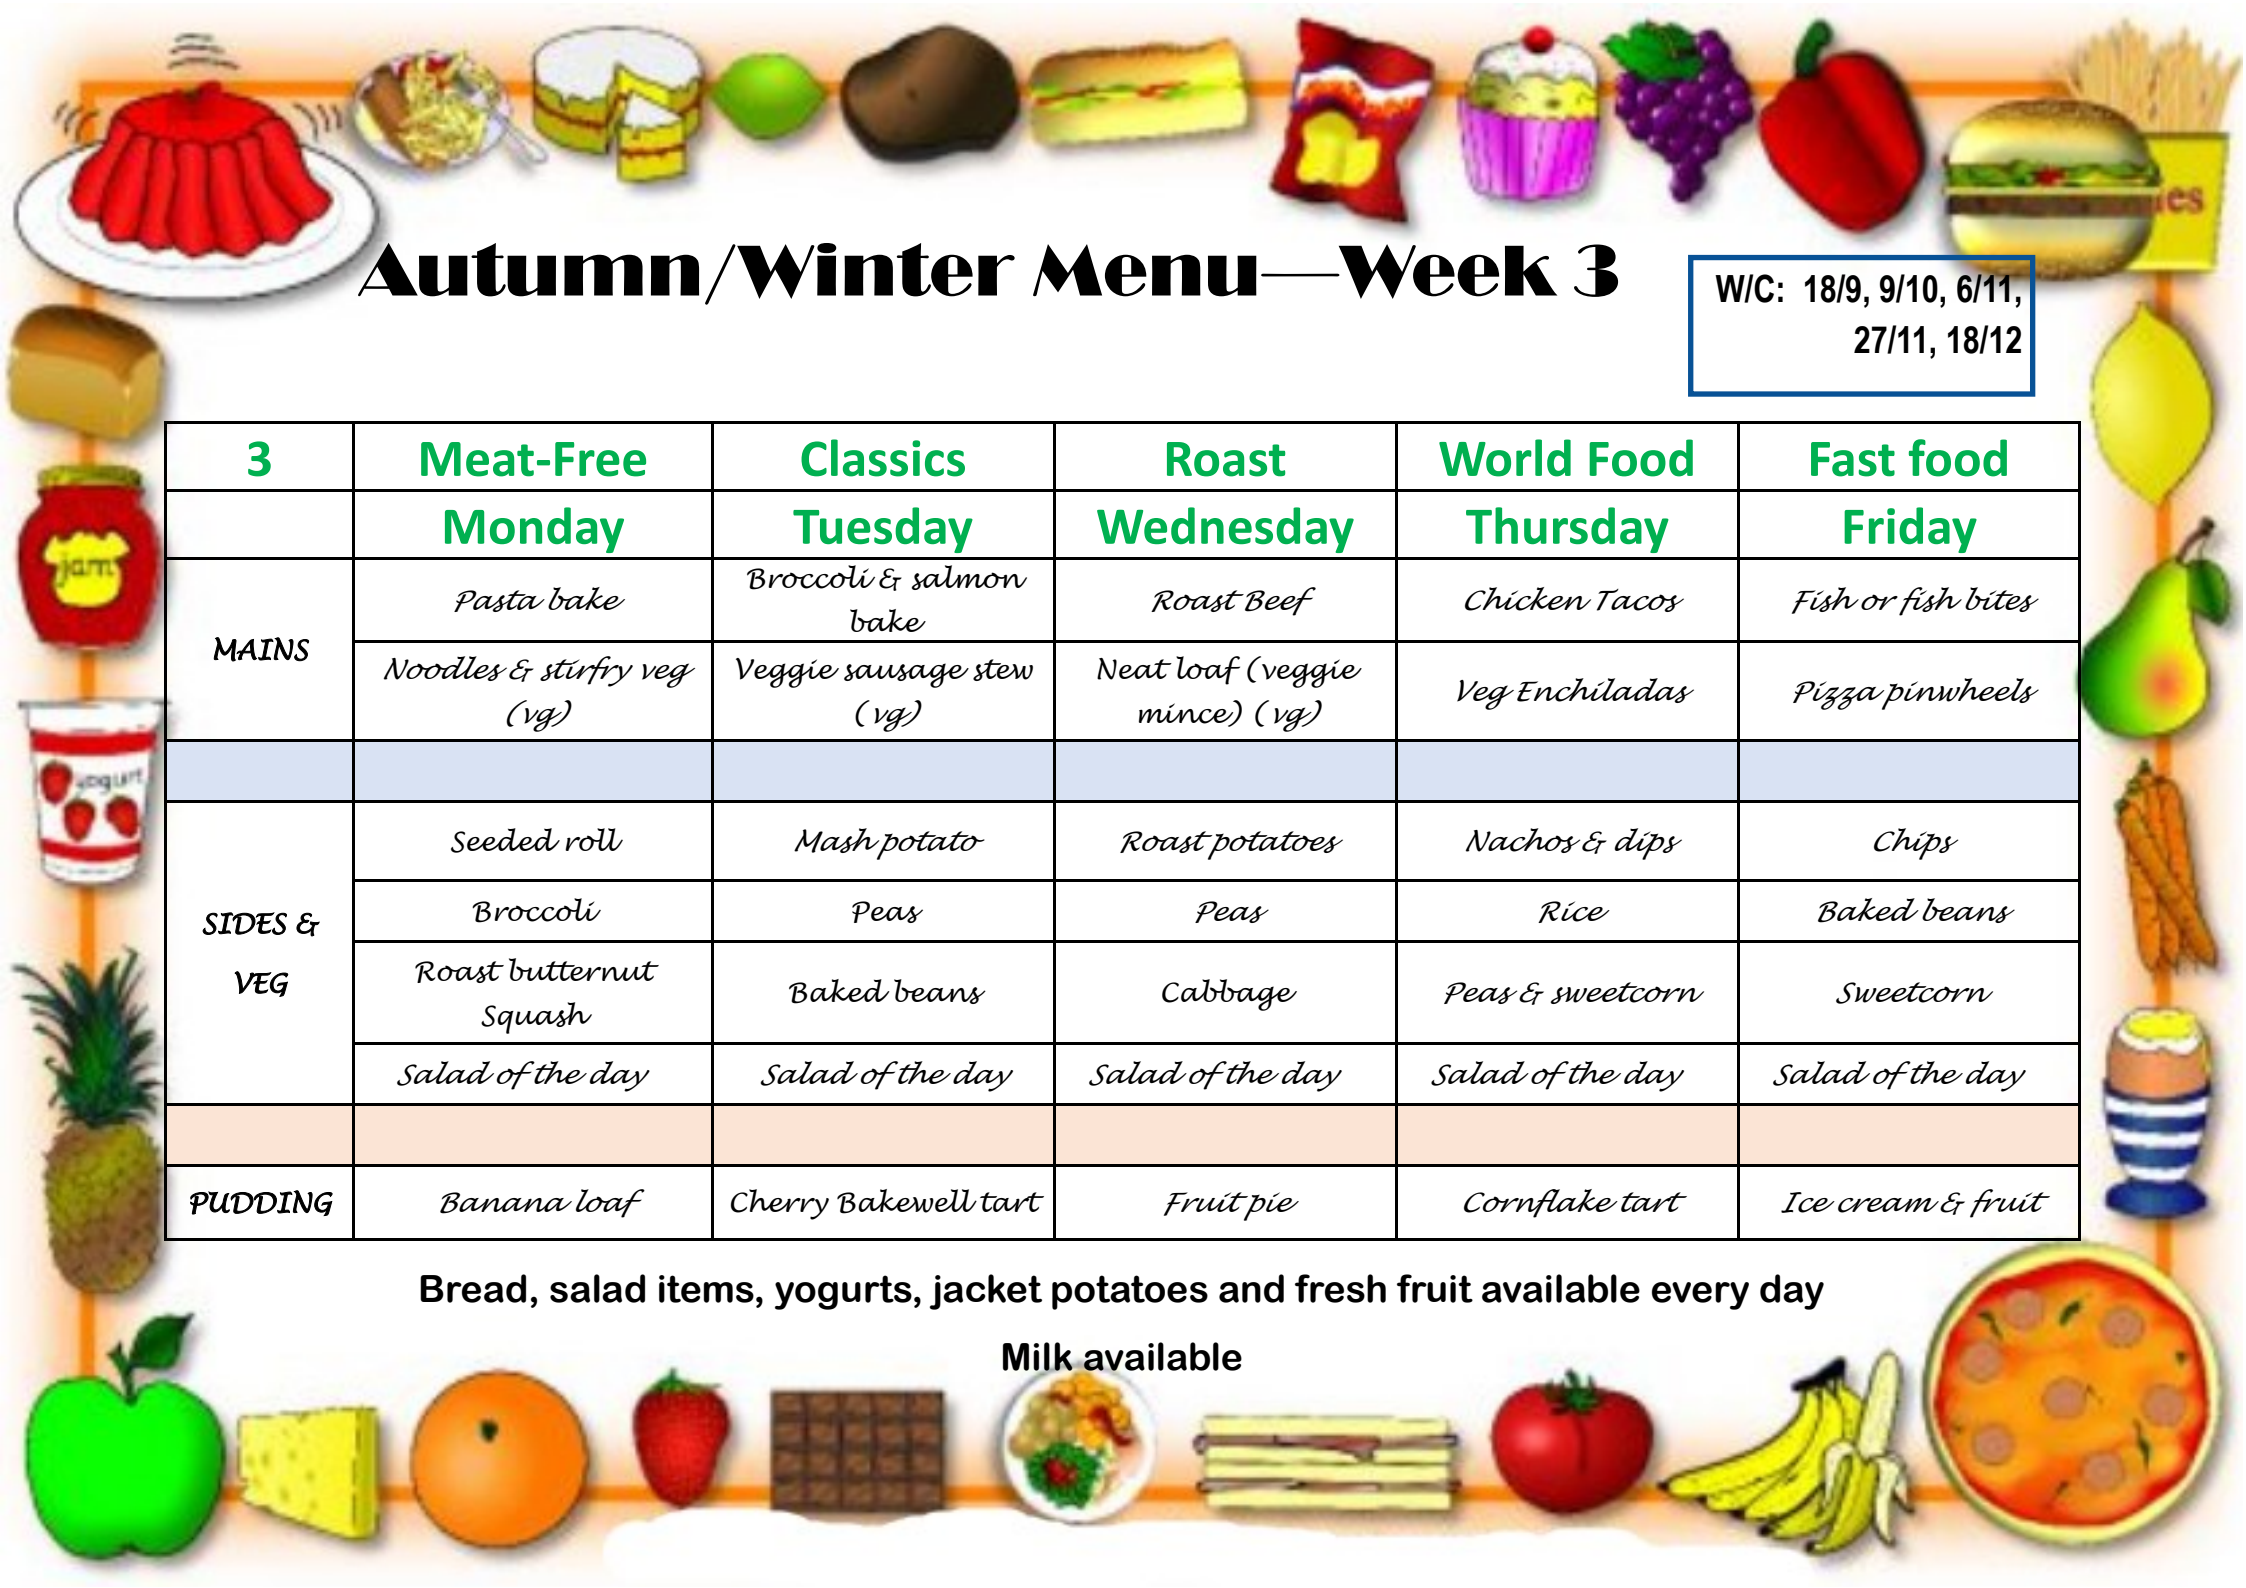 Autumn/Winter Menu—Week 3
W/C: 18/9, 9/10, 6/11,
27/11, 18/12
3 Meat-Free Classics Roast World Food Fast food
Monday Tuesday Wednesday Thursday Friday
MAINS
Pasta bake
Broccoli & salmon
bake
Roast Beef
Chicken Tacos
Fish or fish bites
Noodles & stirfry veg
(vg)
Veggie sausage stew
(vg)
Neat loaf (veggie
mince) (vg)
Veg Enchiladas
Pizza pinwheels
SIDES &
VEG
Seeded roll
Mash potato
Roast potatoes
Nachos & dips
Chips
Broccoli
Peas
Peas
Rice
Baked beans
Roast butternut
Squash
Baked beans
Cabbage
Peas & sweetcorn
Sweetcorn
Salad of the day
Salad of the day
Salad of the day
Salad of the day
Salad of the day
PUDDING
Banana loaf
Cherry Bakewell tart
Fruit pie
Cornflake tart
Ice cream & fruit
Bread, salad items, yogurts, jacket potatoes and fresh fruit available every day
Milk available
jam
yogurt
es